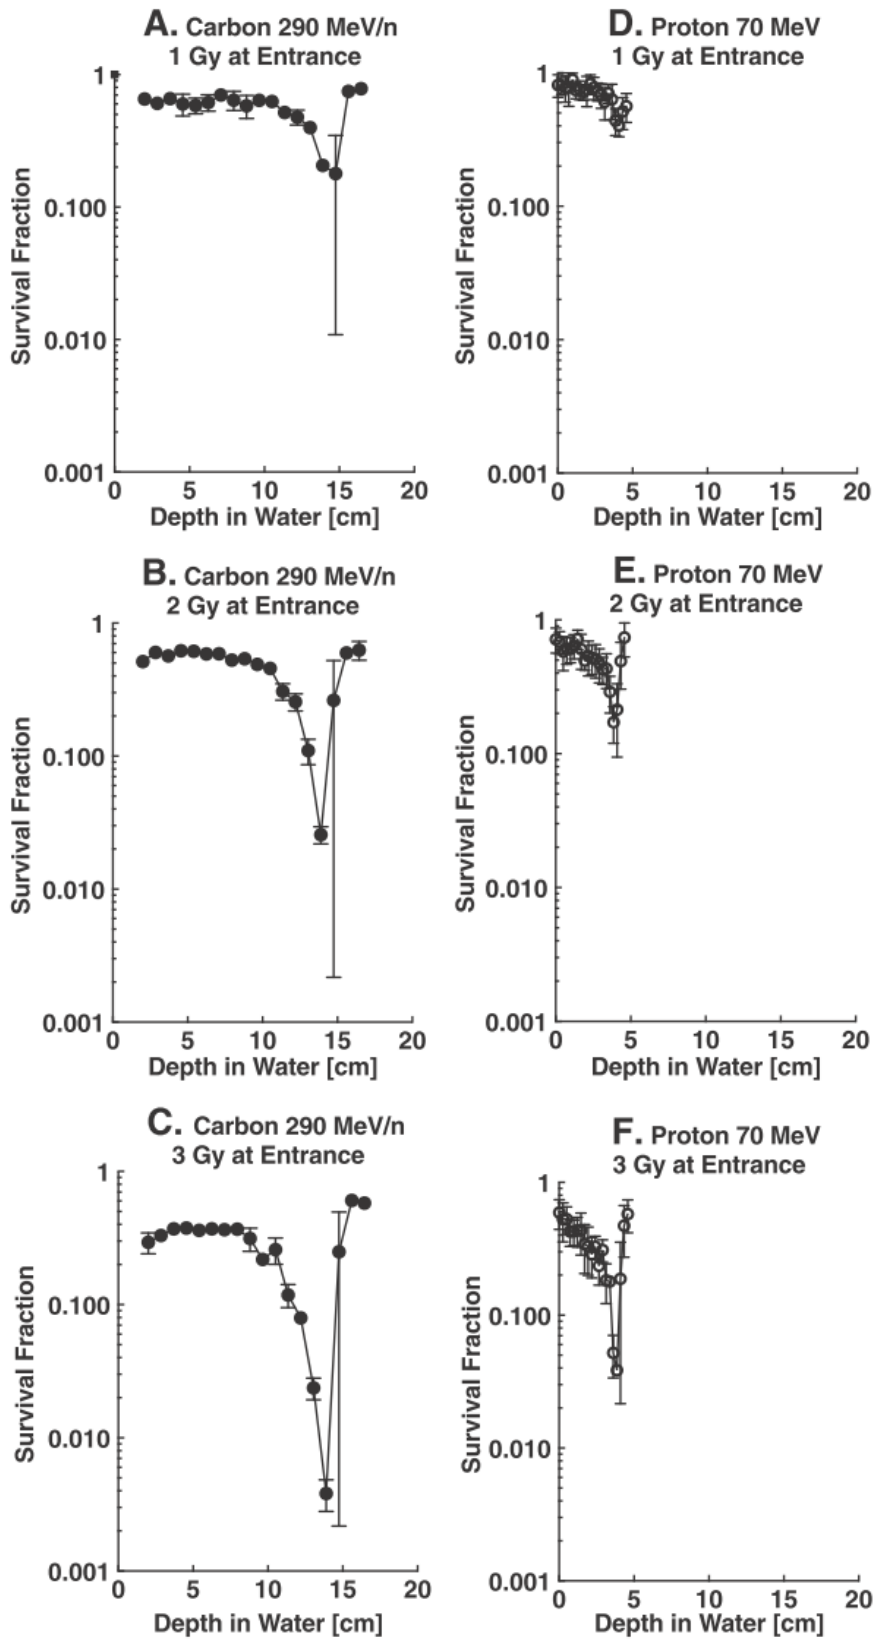 A. Carbon 290 MeV/n
1 Gy at Entrance
1
0.100
0.010
0.001
Survival Fraction
0 5 10 15 20
Depth in Water [cm]
D. Proton 70 MeV
1 Gy at Entrance
1
0.100
0.010
0.001
Survival Fraction
0 5 10 15 20
Depth in Water [cm]
B. Carbon 290 MeV/n
2 Gy at Entrance
1
0.100
0.010
0.001
Survival Fraction
0 5 10 15 20
Depth in Water [cm]
E. Proton 70 MeV
2 Gy at Entrance
1
0.100
0.010
0.001
Survival Fraction
0 5 10 15 20
Depth in Water [cm]
C. Carbon 290 MeV/n
3 Gy at Entrance
1
0.100
0.010
0.001
Survival Fraction
0 5 10 15 20
Depth in Water [cm]
F. Proton 70 MeV
3 Gy at Entrance
1
0.100
0.010
0.001
Survival Fraction
0 5 10 15 20
Depth in Water [cm]